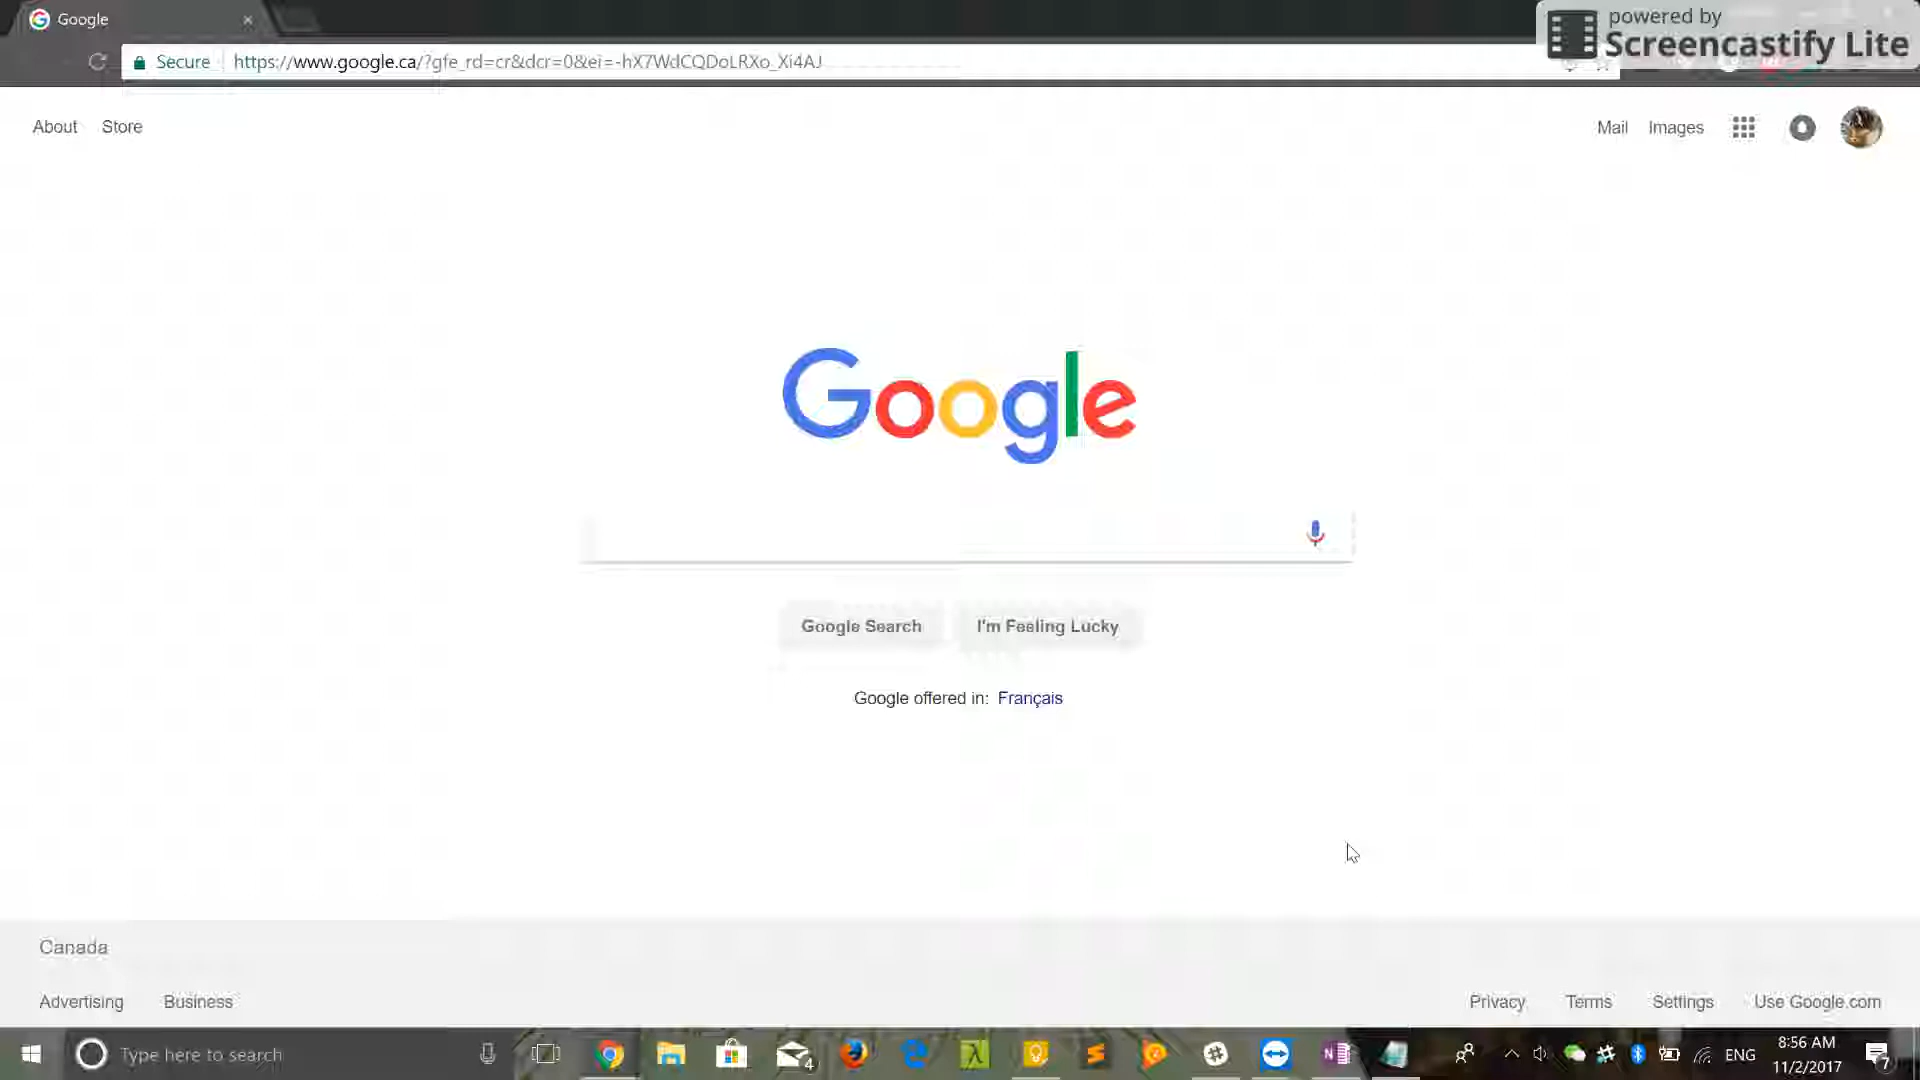 Google
powered by
Screencastify Lite
Secure
https://www.google.ca/?gfe_rd=cr&dcr=0&ei=-hX7WdCQDoLRXo_Xi4AJ
About Store
Mail Images
Google
Google Search I'm Feeling Lucky
Google offered in: Français
Canada
Advertising Business
Privacy Terms Settings Use Google.com
Type here to search
4
N
ENG
8:56 AM
11/2/2017
7